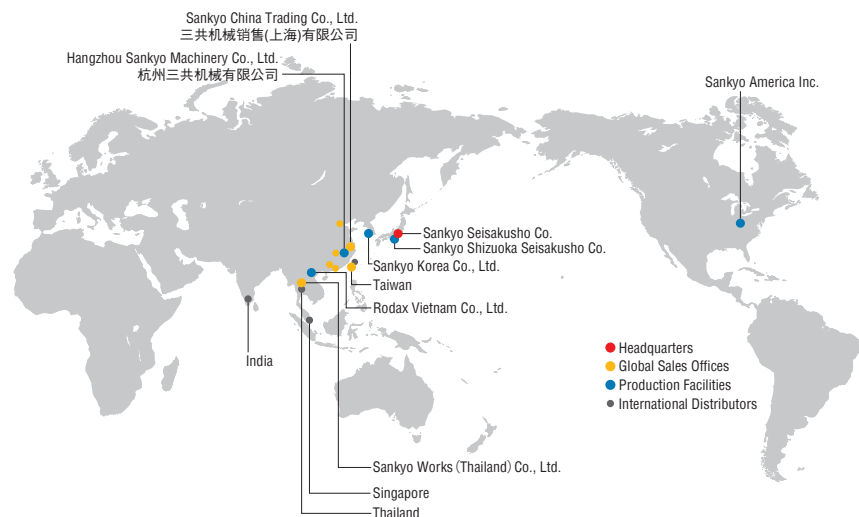 Sankyo China Trading Co., Ltd.
三共机械销售(上海)有限公司
Hangzhou Sankyo Machinery Co., Ltd.
杭州三共机械有限公司
Sankyo America Inc.
Sankyo Seisakusho Co.
Sankyo Shizuoka Seisakusho Co.
Sankyo Korea Co., Ltd.
Taiwan
Rodax Vietnam Co., Ltd.
India
Headquarters
Global Sales Offices
Production Facilities
International Distributors
Sankyo Works (Thailand) Co., Ltd.
Singapore
Thailand